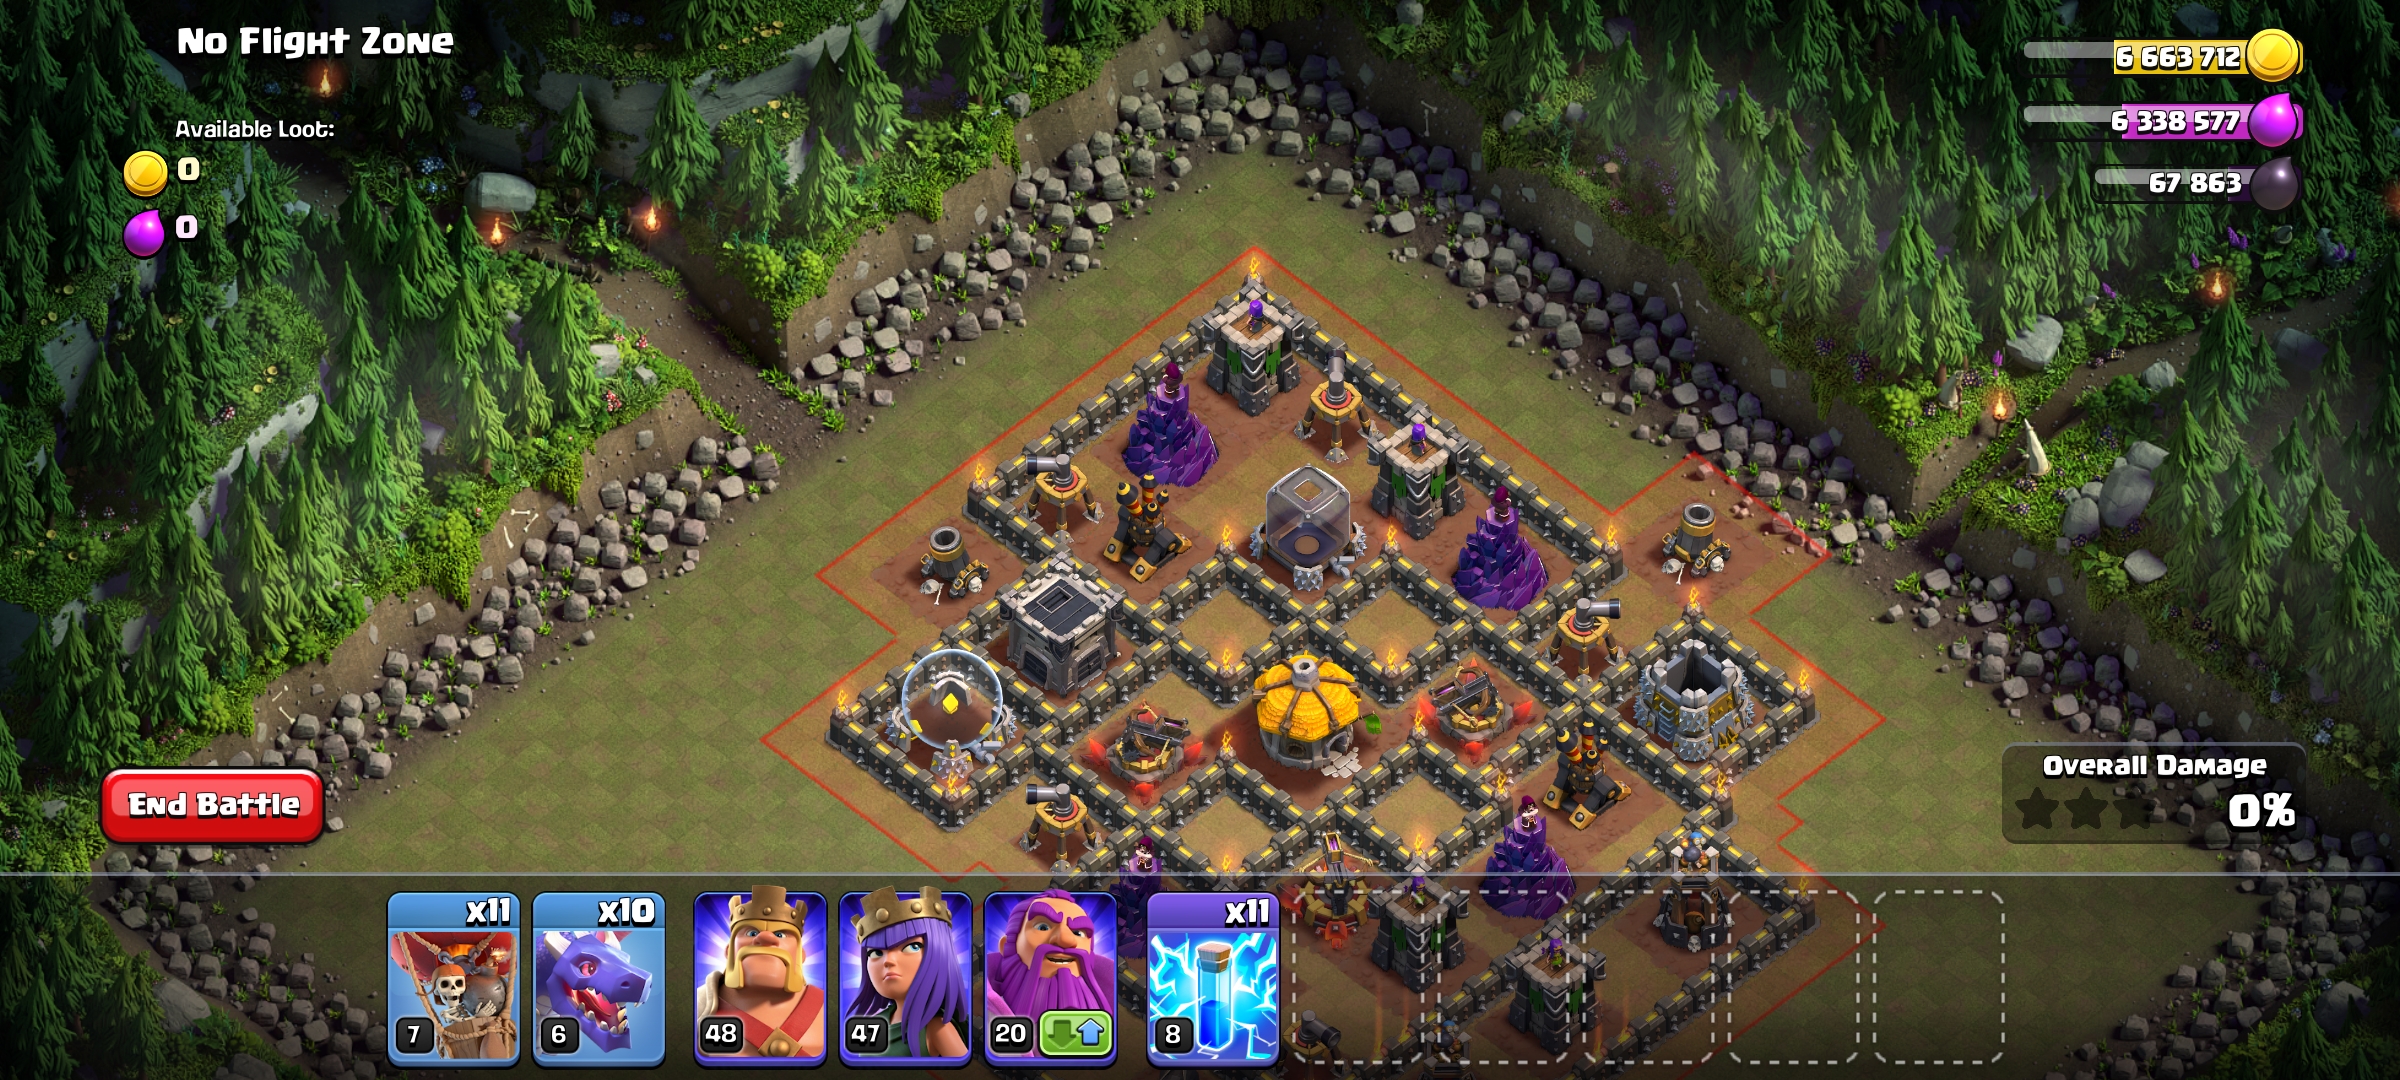 No Flight Zone
Available Loot:
0
0
6 663 712
6 338 577
67 863
End Battle
Overall Damage
0%
x11
x10
x11
7
6
48
47
20
8